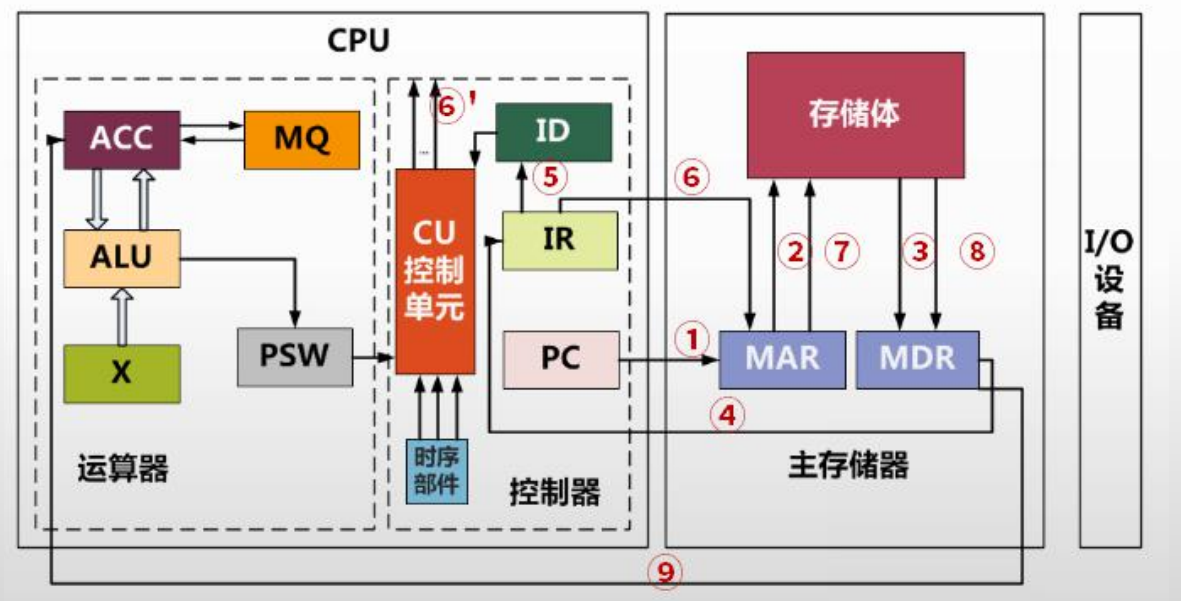 CPU
ACC
MQ
ALU
X
PSW
运算器
⑥'
...
ID
⑤
CU
控制
单元
IR
PC
时序
部件
控制器
存储体
⑥
②
⑦
③
⑧
①
MAR
MDR
④
主存储器
⑨
I/O
设
备